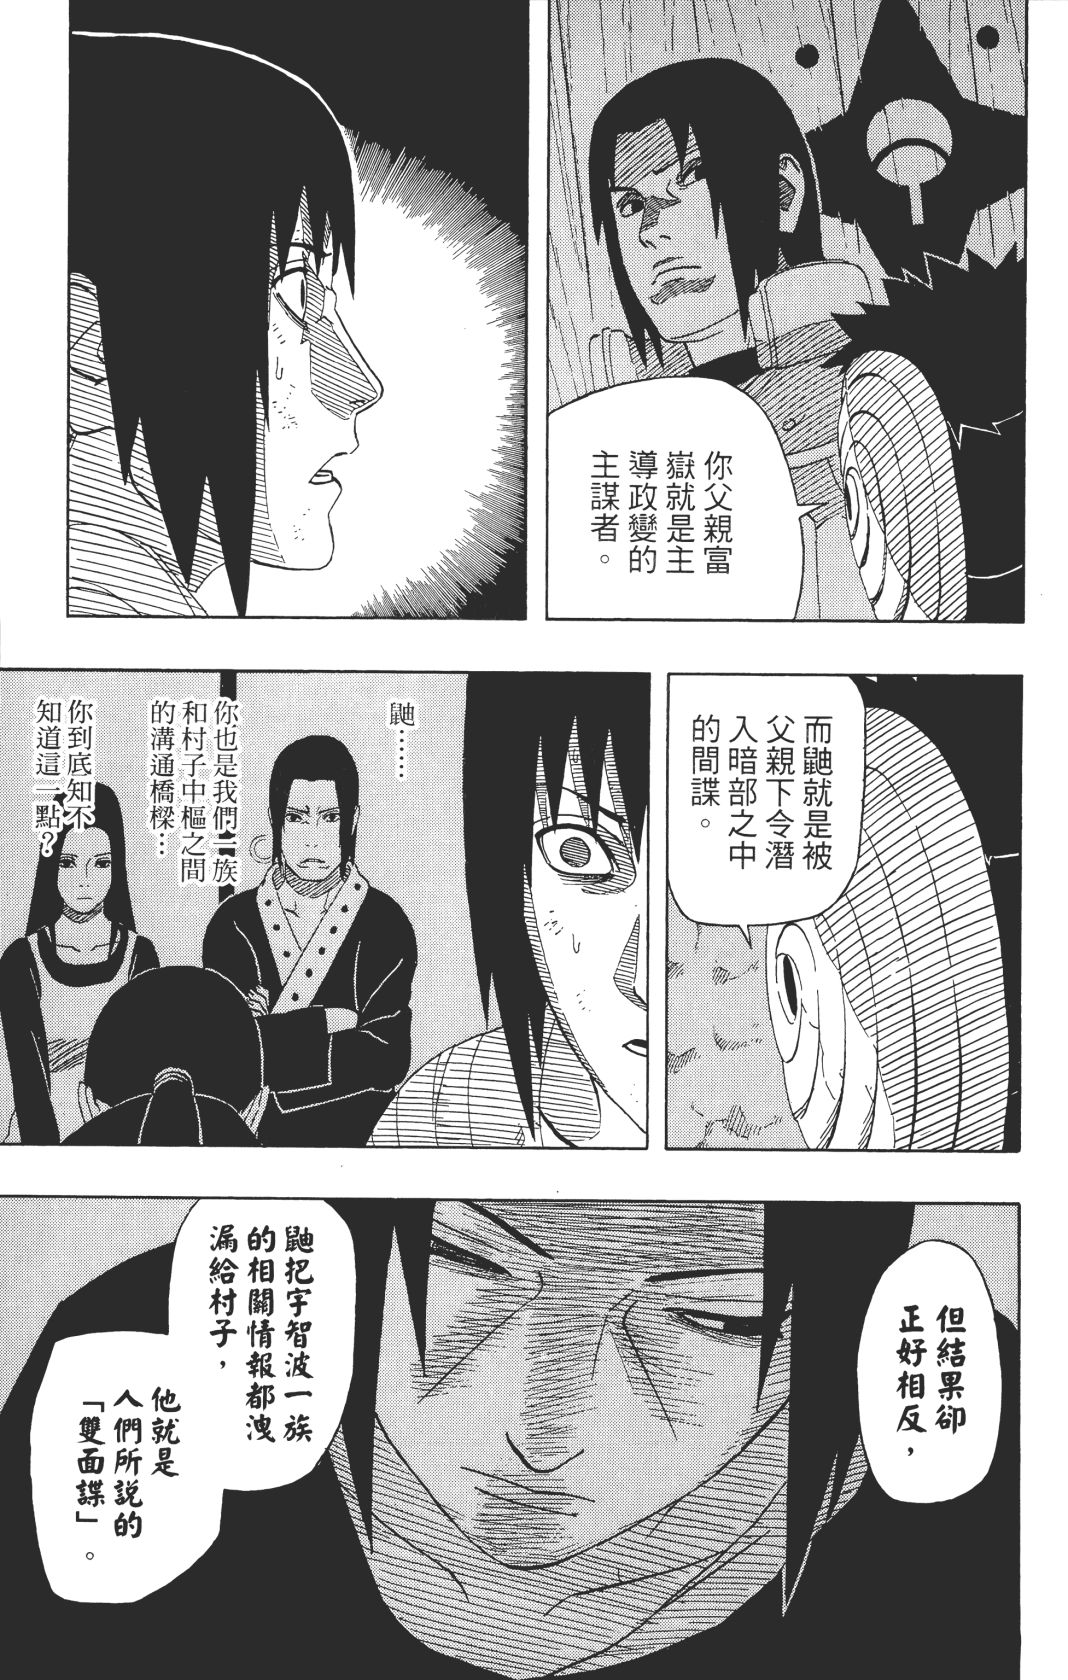 你父親富
嶽就是主
導政變的
主謀者。
而鼬就是被
父親下令潛
入暗部之中
的間諜。
鼬……
你也是我們一族
和村子中樞之間
的溝通橋樑…
你到底知不
知道這一點？
但結果卻
正好相反，
鼬把宇智波一族
的相關情報都洩
漏給村子，
他就是
人們所說的
「雙面諜」。